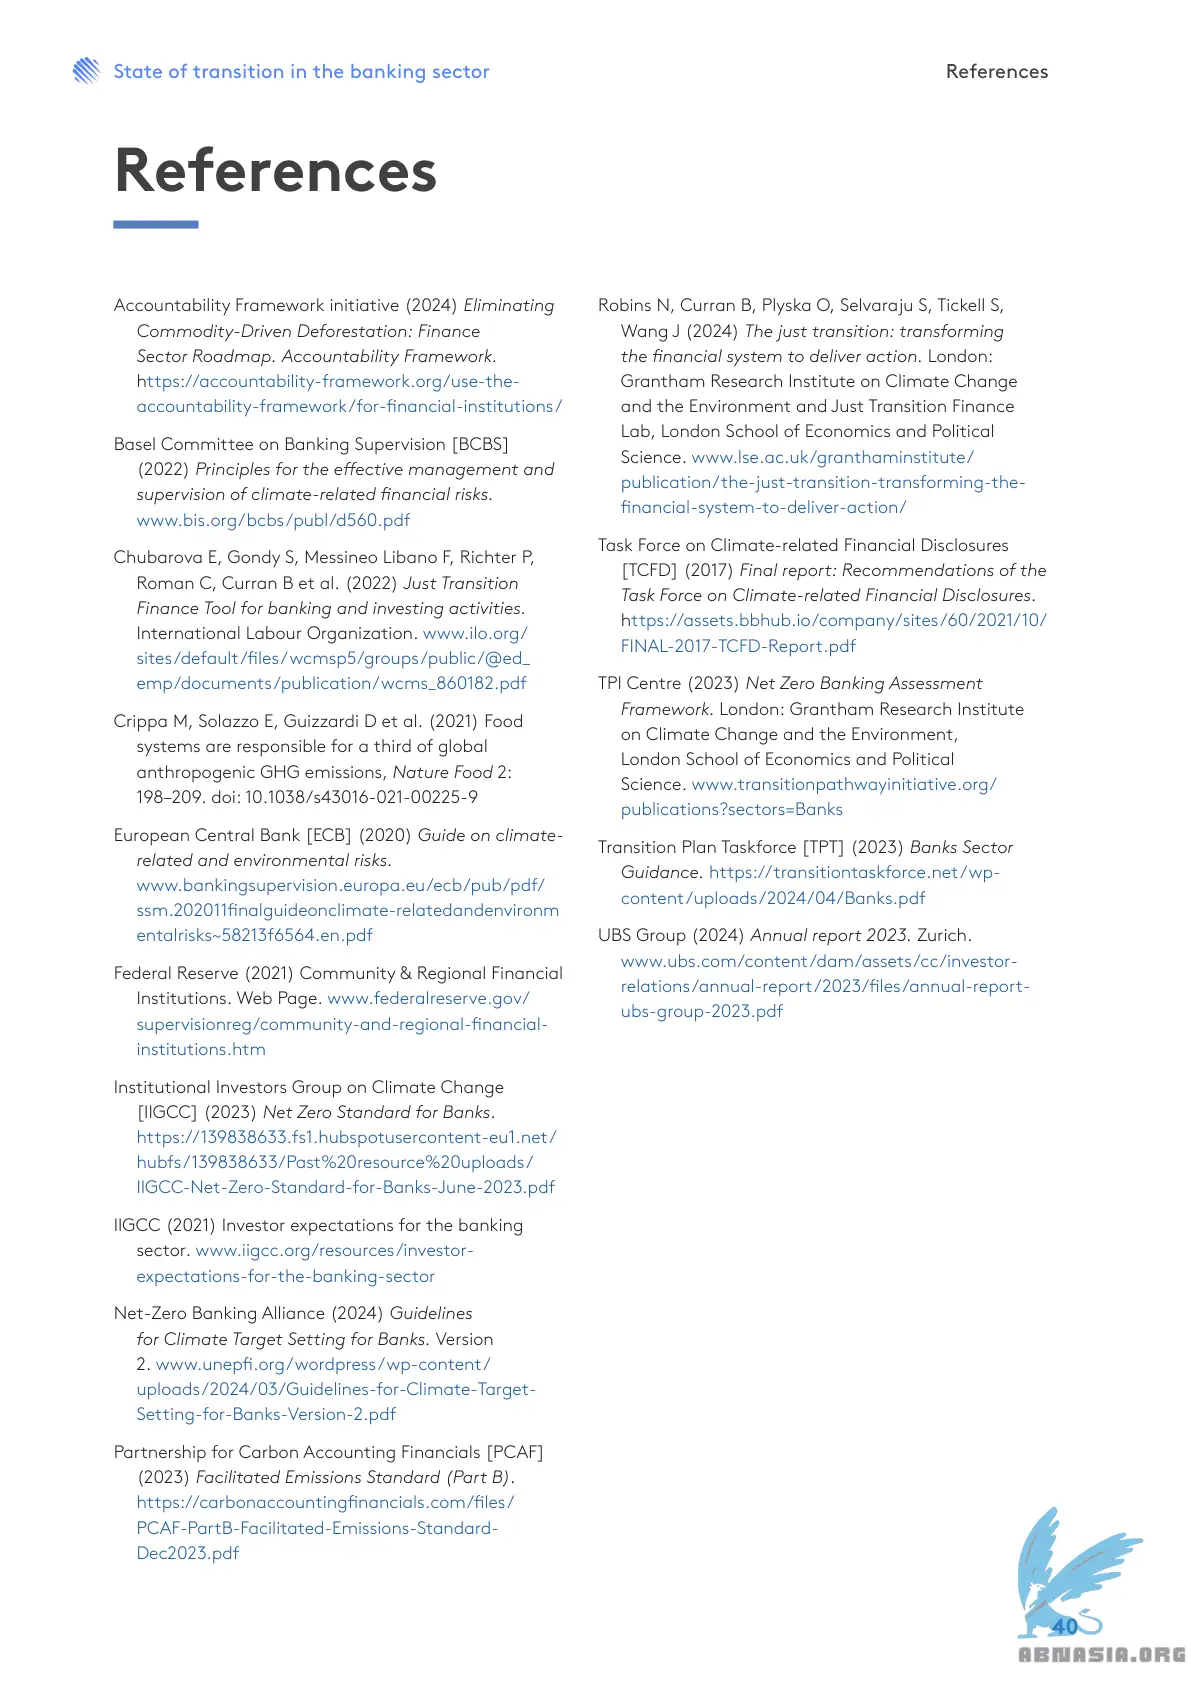 State of transition in the banking sector
References
References
Accountability Framework initiative (2024) Eliminating
Commodity-Driven Deforestation: Finance
Sector Roadmap. Accountability Framework.
https://accountability-framework.org/use-the-
accountability-framework/for-financial-institutions/
Basel Committee on Banking Supervision [BCBS]
(2022) Principles for the effective management and
supervision of climate-related financial risks.
www.bis.org/bcbs/publ/d560.pdf
Chubarova E, Gondy S, Messineo Libano F, Richter P,
Roman C, Curran B et al. (2022) Just Transition
Finance Tool for banking and investing activities.
International Labour Organization. www.ilo.org/
sites/default/files/wcmsp5/groups/public/@ed_
emp/documents/publication/wcms_860182.pdf
Crippa M, Solazzo E, Guizzardi D et al. (2021) Food
systems are responsible for a third of global
anthropogenic GHG emissions, Nature Food 2:
198–209. doi: 10.1038/s43016-021-00225-9
European Central Bank [ECB] (2020) Guide on climate-
related and environmental risks.
www.bankingsupervision.europa.eu/ecb/pub/pdf/
ssm.202011finalguideonclimate-relatedandenvironm
entalrisks~58213f6564.en.pdf
Federal Reserve (2021) Community & Regional Financial
Institutions. Web Page. www.federalreserve.gov/
supervisionreg/community-and-regional-financial-
institutions.htm
Institutional Investors Group on Climate Change
[IIGCC] (2023) Net Zero Standard for Banks.
https://139838633.fs1.hubspotusercontent-eu1.net/
hubfs/139838633/Past%20resource%20uploads/
IIGCC-Net-Zero-Standard-for-Banks-June-2023.pdf
IIGCC (2021) Investor expectations for the banking
sector. www.iigcc.org/resources/investor-
expectations-for-the-banking-sector
Net-Zero Banking Alliance (2024) Guidelines
for Climate Target Setting for Banks. Version
2. www.unepfi.org/wordpress/wp-content/
uploads/2024/03/Guidelines-for-Climate-Target-
Setting-for-Banks-Version-2.pdf
Partnership for Carbon Accounting Financials [PCAF]
(2023) Facilitated Emissions Standard (Part B).
https://carbonaccountingfinancials.com/files/
PCAF-PartB-Facilitated-Emissions-Standard-
Dec2023.pdf
Robins N, Curran B, Plyska O, Selvaraju S, Tickell S,
Wang J (2024) The just transition: transforming
the financial system to deliver action. London:
Grantham Research Institute on Climate Change
and the Environment and Just Transition Finance
Lab, London School of Economics and Political
Science. www.lse.ac.uk/granthaminstitute/
publication/the-just-transition-transforming-the-
financial-system-to-deliver-action/
Task Force on Climate-related Financial Disclosures
[TCFD] (2017) Final report: Recommendations of the
Task Force on Climate-related Financial Disclosures.
https://assets.bbhub.io/company/sites/60/2021/10/
FINAL-2017-TCFD-Report.pdf
TPI Centre (2023) Net Zero Banking Assessment
Framework. London: Grantham Research Institute
on Climate Change and the Environment,
London School of Economics and Political
Science. www.transitionpathwayinitiative.org/
publications?sectors=Banks
Transition Plan Taskforce [TPT] (2023) Banks Sector
Guidance. https://transitiontaskforce.net/wp-
content/uploads/2024/04/Banks.pdf
UBS Group (2024) Annual report 2023. Zurich.
www.ubs.com/content/dam/assets/cc/investor-
relations/annual-report/2023/files/annual-report-
ubs-group-2023.pdf
40
ABNASIA.ORG